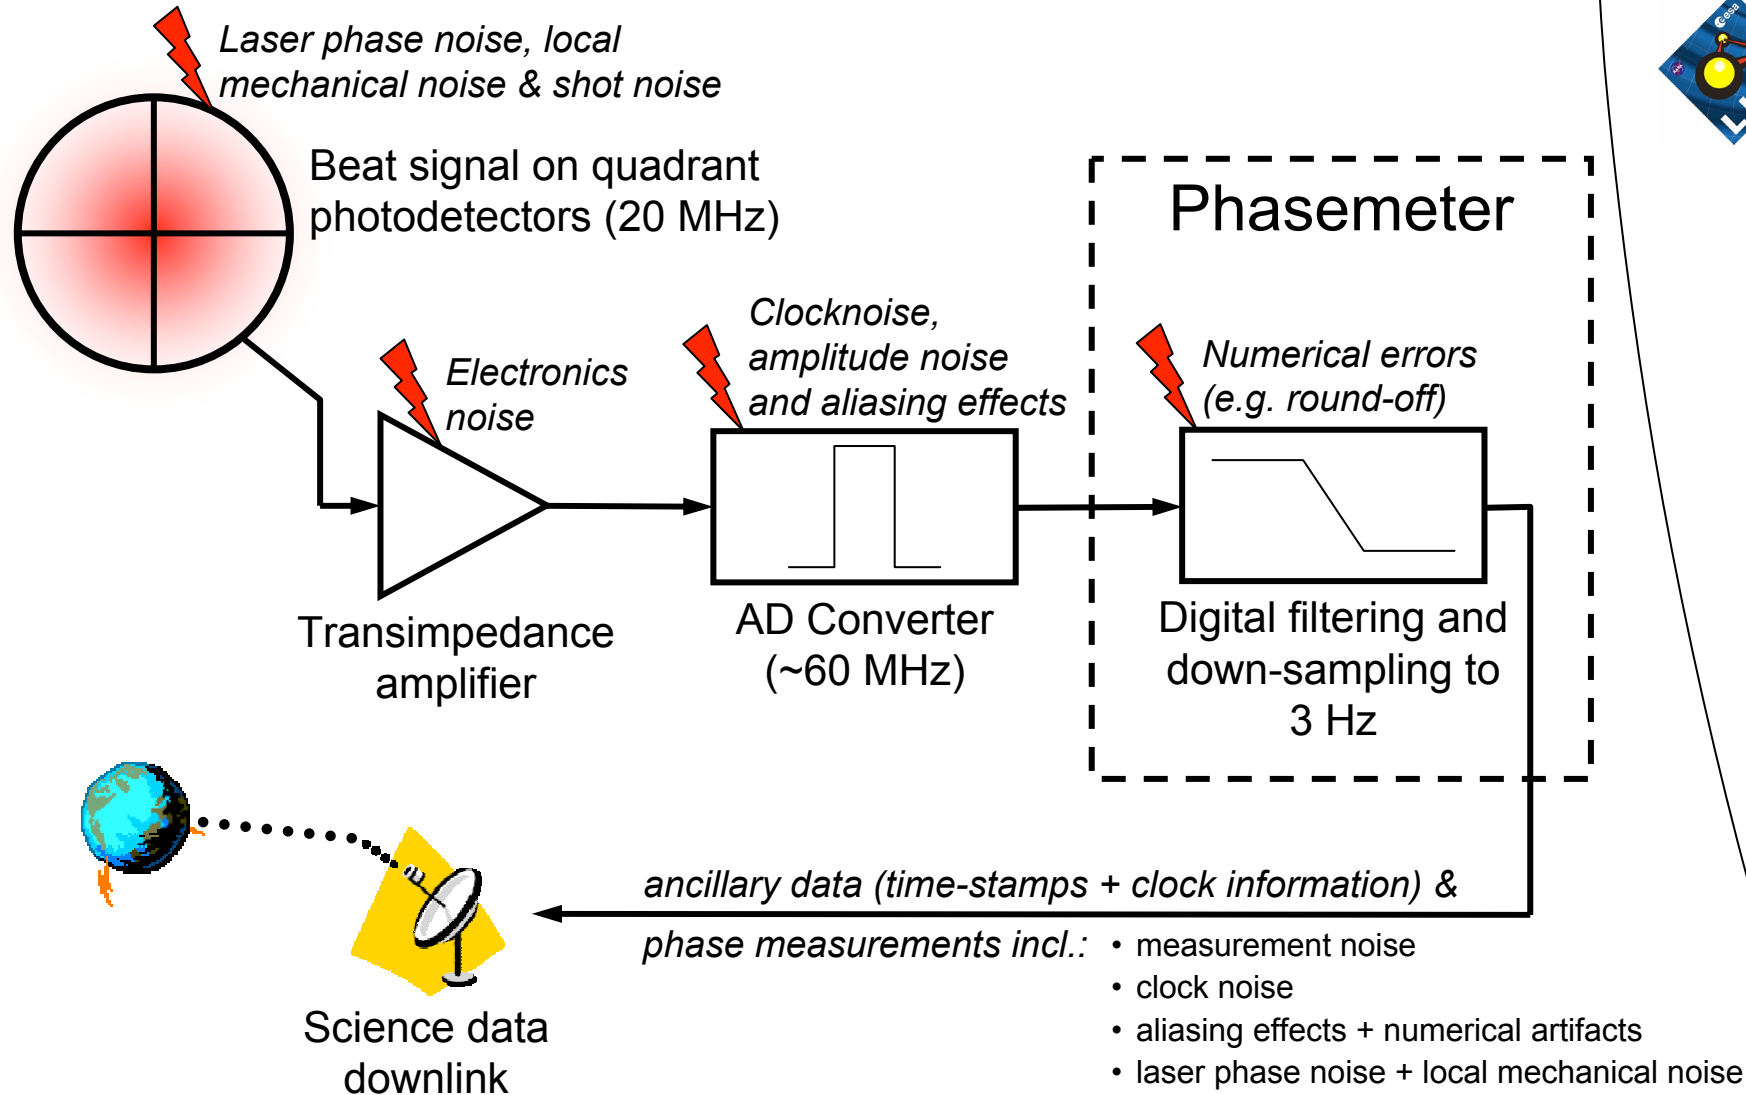 Laser phase noise, local
mechanical noise & shot noise
esa
Beat signal on quadrant
photodetectors (20 MHz)
Phasemeter
Clocknoise,
amplitude noise
and aliasing effects
Electronics
noise
Numerical errors
(e.g. round-off)
Transimpedance
amplifier
AD Converter
(~60 MHz)
Digital filtering and
down-sampling to
3 Hz
ancillary data (time-stamps + clock information) &
phase measurements incl.:
• measurement noise
• clock noise
• aliasing effects + numerical artifacts
• laser phase noise + local mechanical noise
Science data
downlink